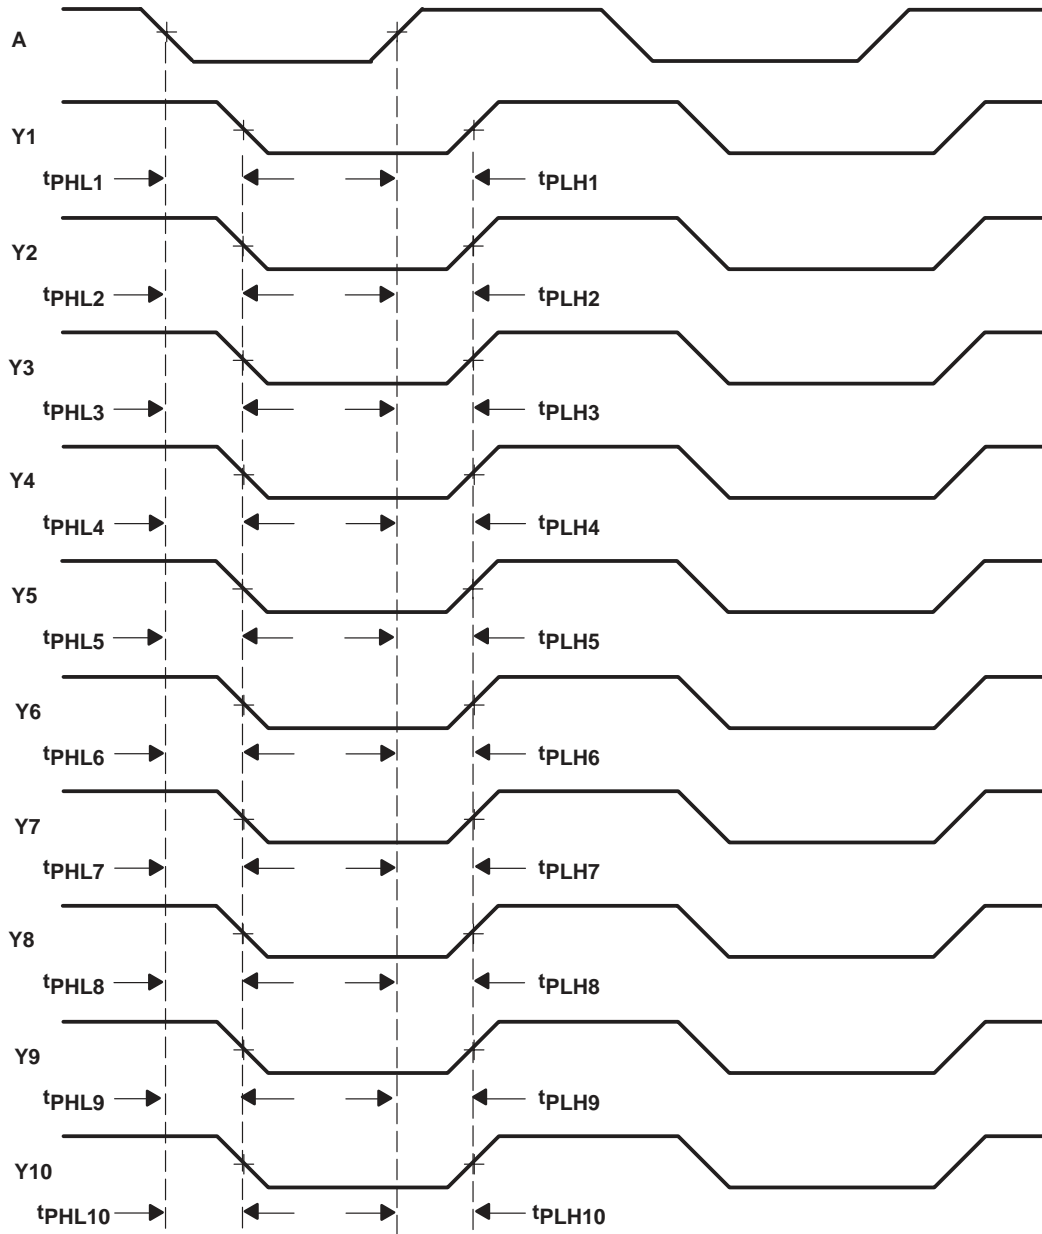 A
Y1
tPHL1 tPLH1
Y2
tPHL2 tPLH2
Y3
tPHL3 tPLH3
Y4
tPHL4 tPLH4
Y5
tPHL5 tPLH5
Y6
tPHL6 tPLH6
Y7
tPHL7 tPLH7
Y8
tPHL8 tPLH8
Y9
tPHL9 tPLH9
Y10
tPHL10 tPLH10